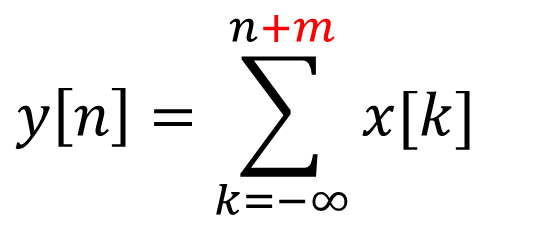 n+m
y[n] = ∑ x[k]
k=−∞